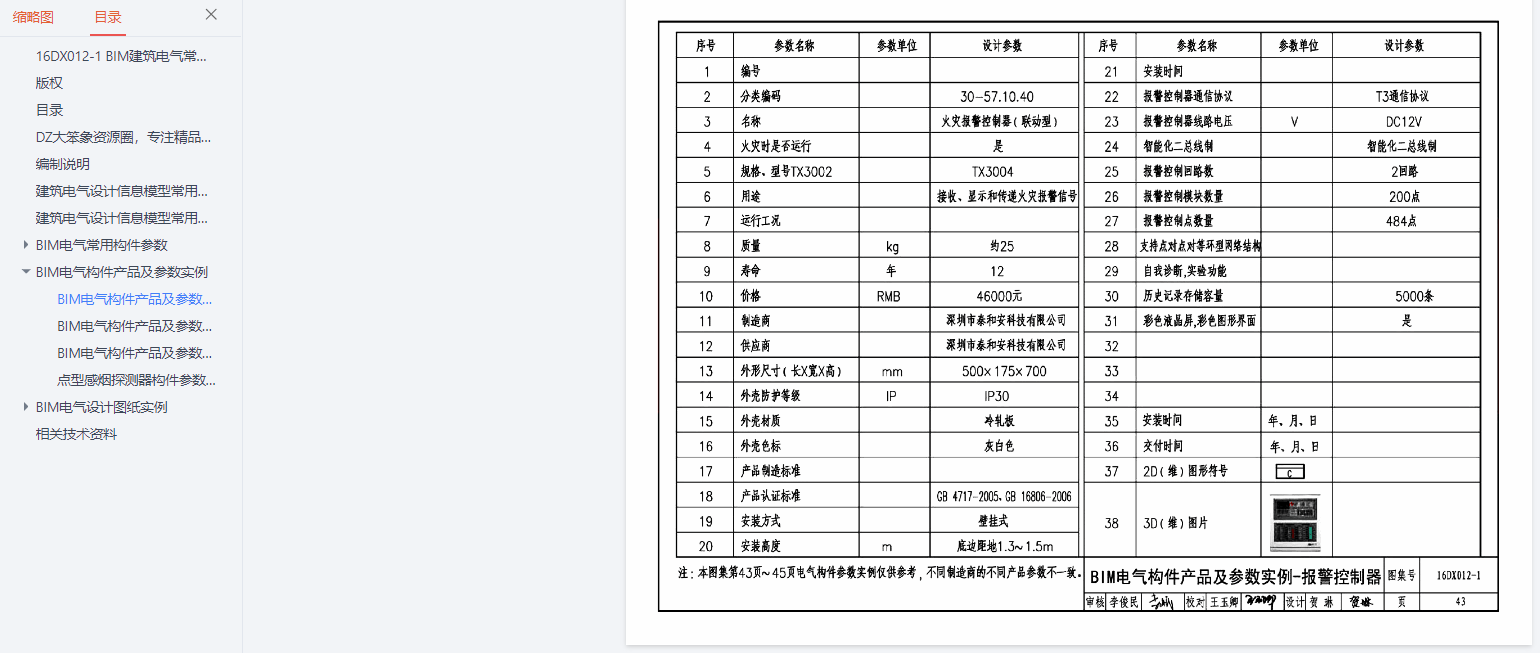 缩略图 目录
16DX012-1 BIM建筑电气常...
版权
目录
DZ大笨象资源圈，专注精品...
编制说明
建筑电气设计信息模型常用...
建筑电气设计信息模型常用...
BIM电气常用构件参数
BIM电气构件产品及参数实例
BIM电气构件产品及参数...
BIM电气构件产品及参数...
BIM电气构件产品及参数...
点型感烟探测器构件参数...
BIM电气设计图纸实例
相关技术资料
序号 参数名称 参数单位 设计参数 序号 参数名称 参数单位 设计参数
1 编号 21 安装时间
2 分类编码 30-57.10.40 22 报警控制器通信协议 T3通信协议
3 名称 火灾报警控制器(联动型) 23 报警控制器线路电压 V DC12V
4 火灾时是否运行 是 24 智能化二总线制 智能化二总线制
5 规格、型号TX3002 TX3004 25 报警控制回路数 2回路
6 用途 接收、显示和传递火灾报警信号 26 报警控制模块数量 200点
7 运行工况 27 报警控制点数量 484点
8 质量 kg 约25 28 支持点对点对等环型网络结构
9 寿命 年 12 29 自我诊断,实验功能
10 价格 RMB 46000元 30 历史记录存储容量 5000条
11 制造商 深圳市泰和安科技有限公司 31 彩色液晶屏,彩色图形界面 是
12 供应商 深圳市泰和安科技有限公司 32
13 外形尺寸(长X宽X高) mm 500×175×700 33
14 外壳防护等级 IP IP30 34
15 外壳材质 冷轧板 35 安装时间 年、月、日
16 外壳色标 灰白色 36 交付时间 年、月、日
17 产品制造标准 37 2D(维)图形符号 C
18 产品认证标准 GB 4717-2005、GB 16806-2006
19 安装方式 壁挂式 38 3D(维)图片
20 安装高度 m 底边距地1.3~1.5m
注：本图集第43页~45页电气构件参数实例仅供参考，不同制造商的不同产品参数不一致。
BIM电气构件产品及参数实例-报警控制器 图集号 16DX012-1
审核 李俊民 校对 王玉卿 设计 贺琳 页 43